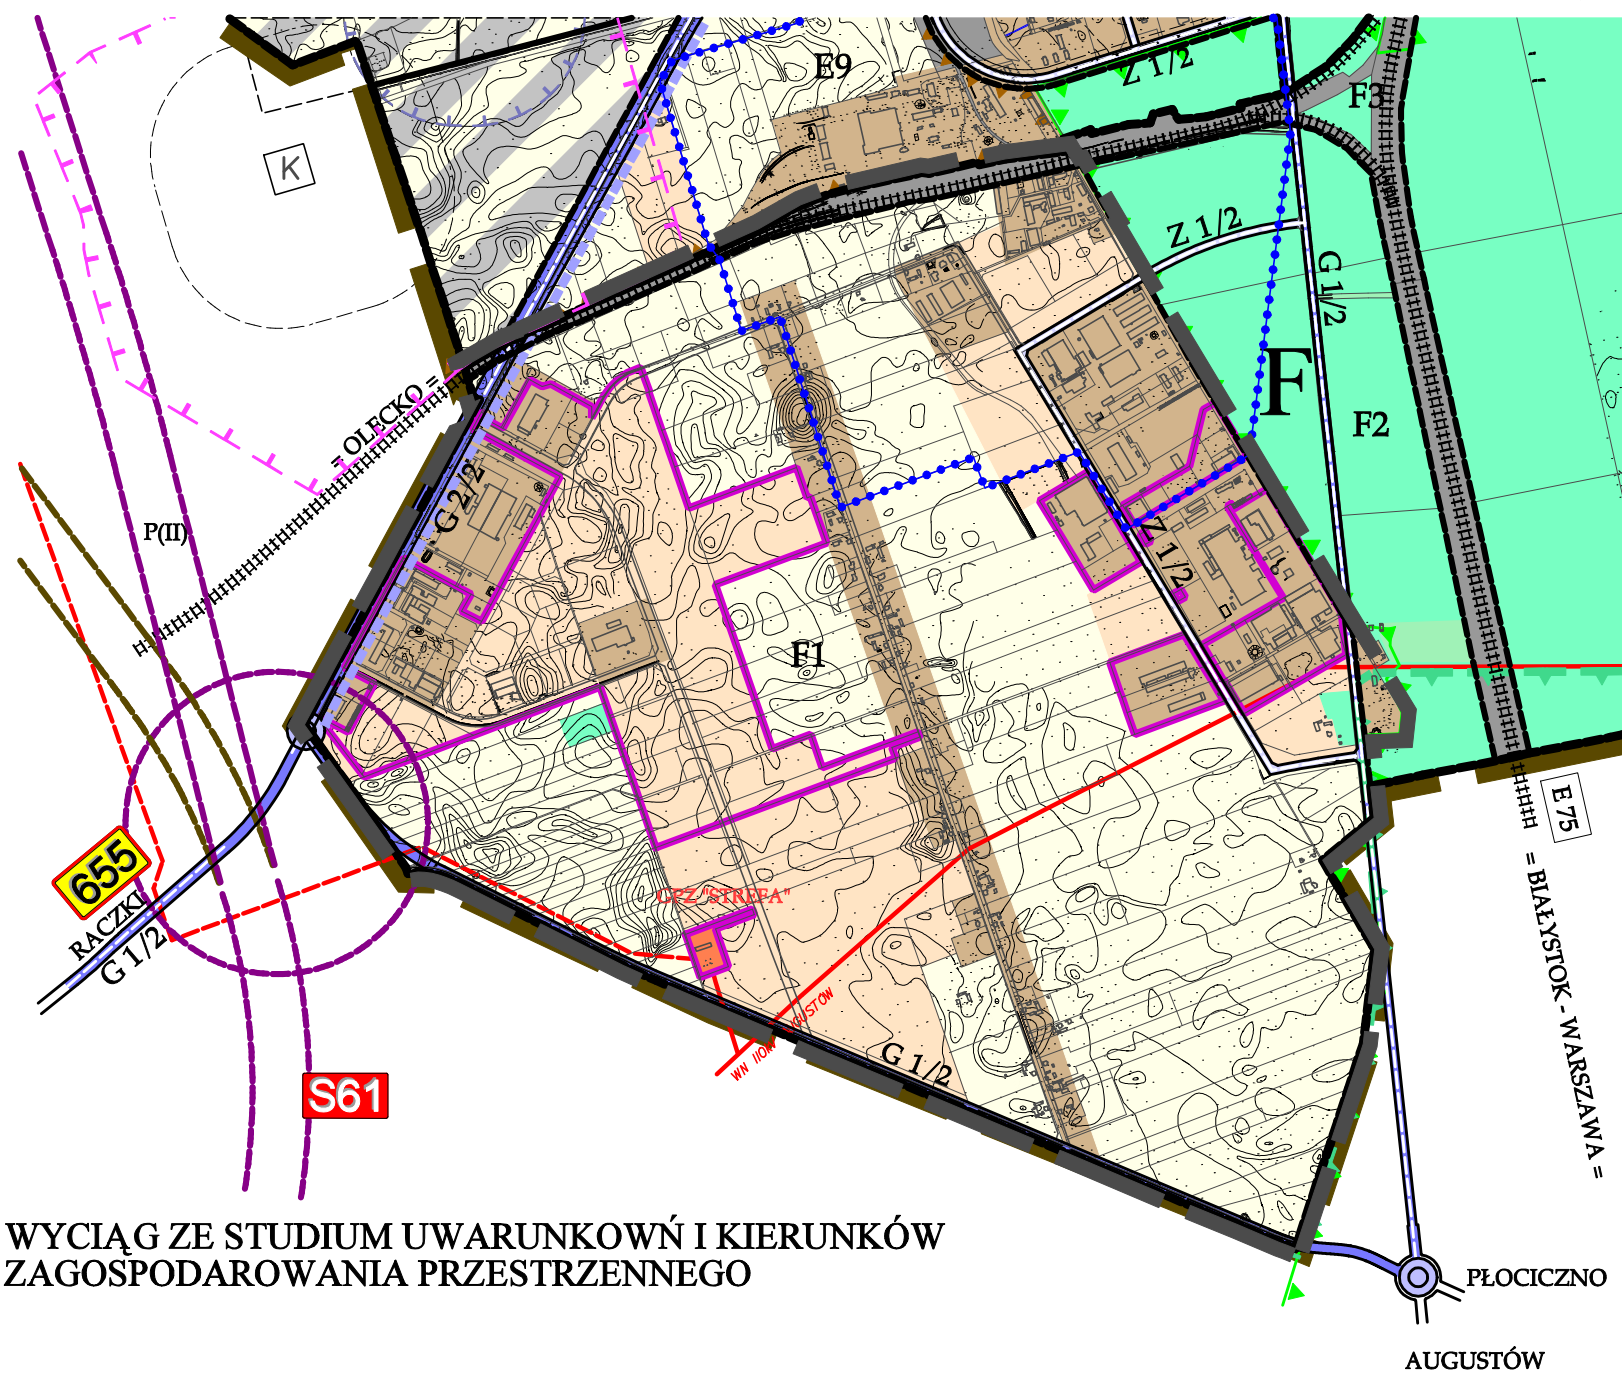 E9
Z 1/2
F3
K
Z 1/2
G 1/2
F
= OLECKO =
F2
G 2/2
P(II)
Z 1/2
F1
E 75
655
GPZ "STREFA"
RACZKI
G 1/2
G 1/2
S61
= BIAŁYSTOK - WARSZAWA =
WYCIĄG ZE STUDIUM UWARUNKOWŃ I KIERUNKÓW
ZAGOSPODAROWANIA PRZESTRZENNEGO
PŁOCICZNO
AUGUSTÓW